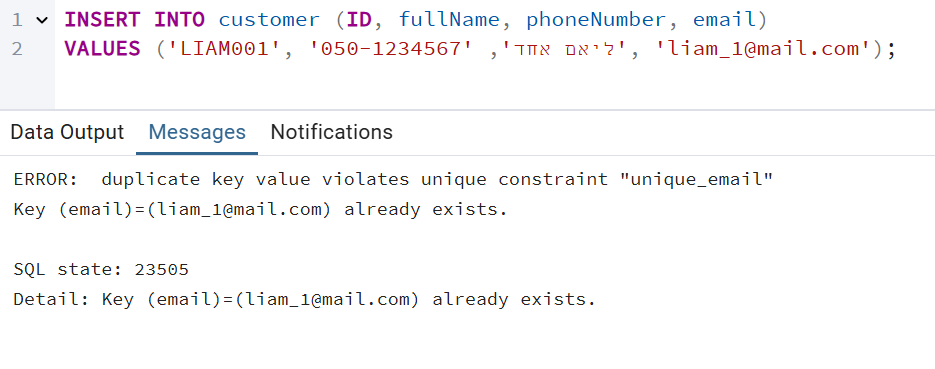 1 INSERT INTO customer (ID, fullName, phoneNumber, email)
2 VALUES ('LIAM001', 'ליאם אחד', '050-1234567', 'liam_1@mail.com');
Data Output Messages Notifications
ERROR:  duplicate key value violates unique constraint "unique_email"
Key (email)=(liam_1@mail.com) already exists.
SQL state: 23505
Detail: Key (email)=(liam_1@mail.com) already exists.